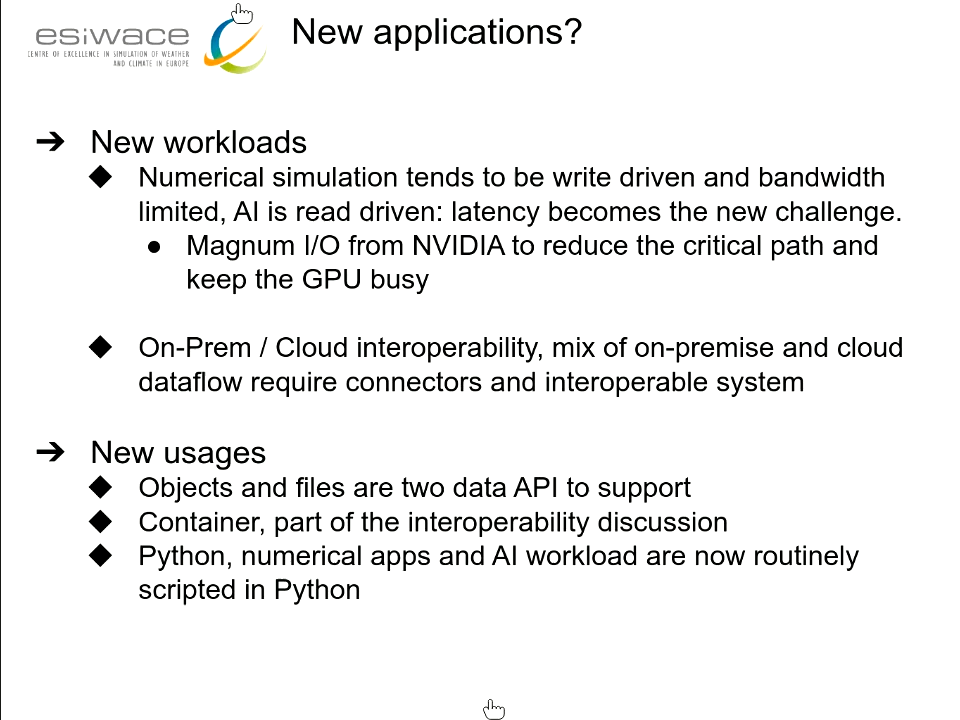 esiwace
CENTRE OF EXCELLENCE IN SIMULATION OF WEATHER
AND CLIMATE IN EUROPE
New applications?
➔ New workloads
◆ Numerical simulation tends to be write driven and bandwidth
limited, AI is read driven: latency becomes the new challenge.
● Magnum I/O from NVIDIA to reduce the critical path and
keep the GPU busy
◆ On-Prem / Cloud interoperability, mix of on-premise and cloud
dataflow require connectors and interoperable system
➔ New usages
◆ Objects and files are two data API to support
◆ Container, part of the interoperability discussion
◆ Python, numerical apps and AI workload are now routinely
scripted in Python